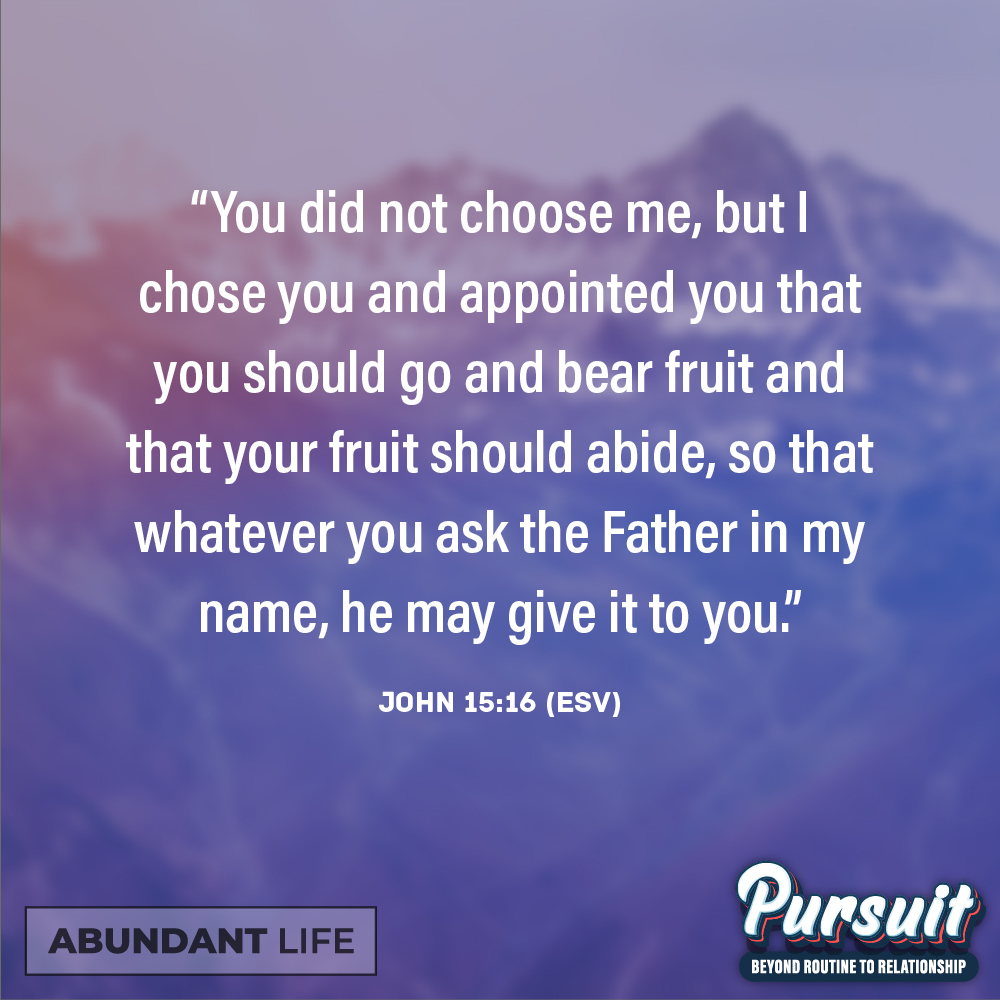 “You did not choose me, but I
chose you and appointed you that
you should go and bear fruit and
that your fruit should abide, so that
whatever you ask the Father in my
name, he may give it to you.”
JOHN 15:16 (ESV)
ABUNDANT LIFE
Pursuit
BEYOND ROUTINE TO RELATIONSHIP